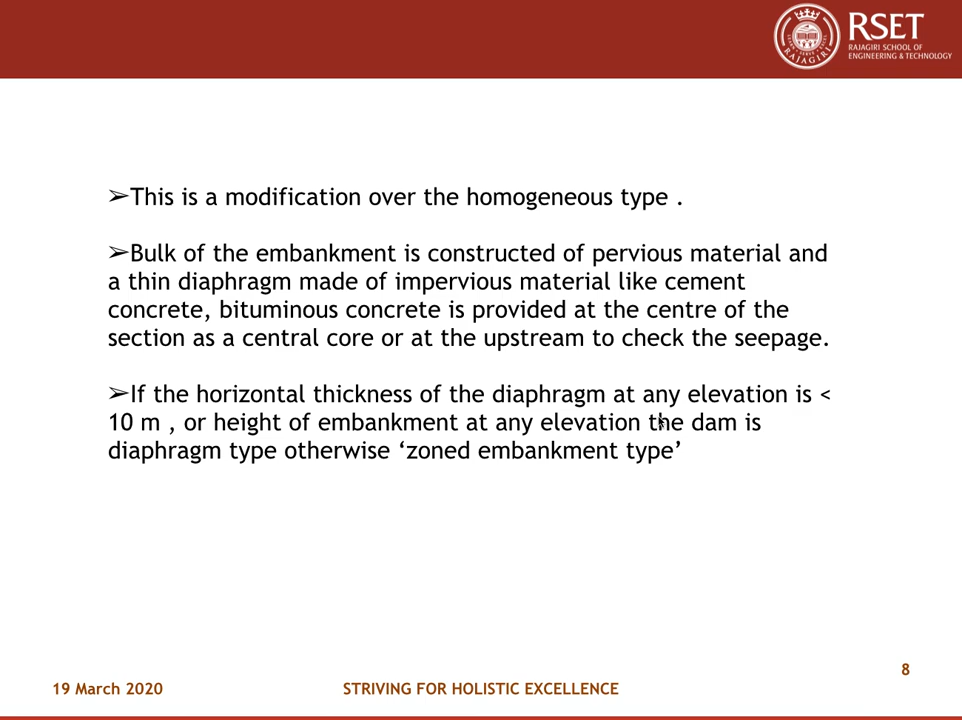 RSET
RAJAGIRI SCHOOL OF
ENGINEERING & TECHNOLOGY
RAJAGIRI
➢This is a modification over the homogeneous type .
➢Bulk of the embankment is constructed of pervious material and
a thin diaphragm made of impervious material like cement
concrete, bituminous concrete is provided at the centre of the
section as a central core or at the upstream to check the seepage.
➢If the horizontal thickness of the diaphragm at any elevation is <
10 m , or height of embankment at any elevation the dam is
diaphragm type otherwise ‘zoned embankment type’
8
19 March 2020
STRIVING FOR HOLISTIC EXCELLENCE